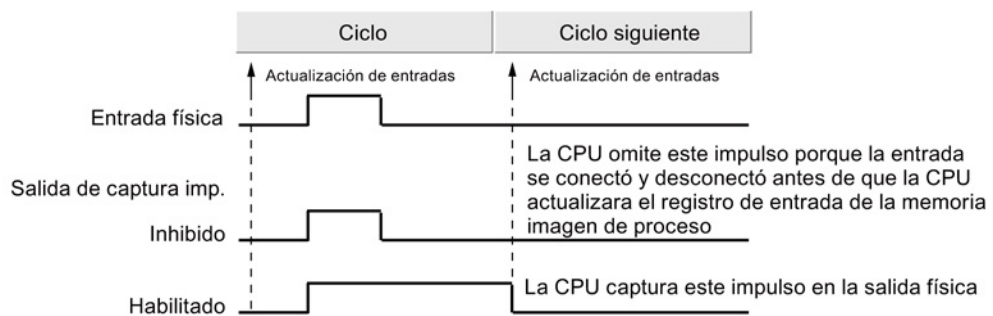 Ciclo
Ciclo siguiente
Actualización de entradas
Actualización de entradas
Entrada física
La CPU omite este impulso porque la entrada
se conectó y desconectó antes de que la CPU
actualizara el registro de entrada de la memoria
imagen de proceso
Salida de captura imp.
Inhibido
La CPU captura este impulso en la salida física
Habilitado